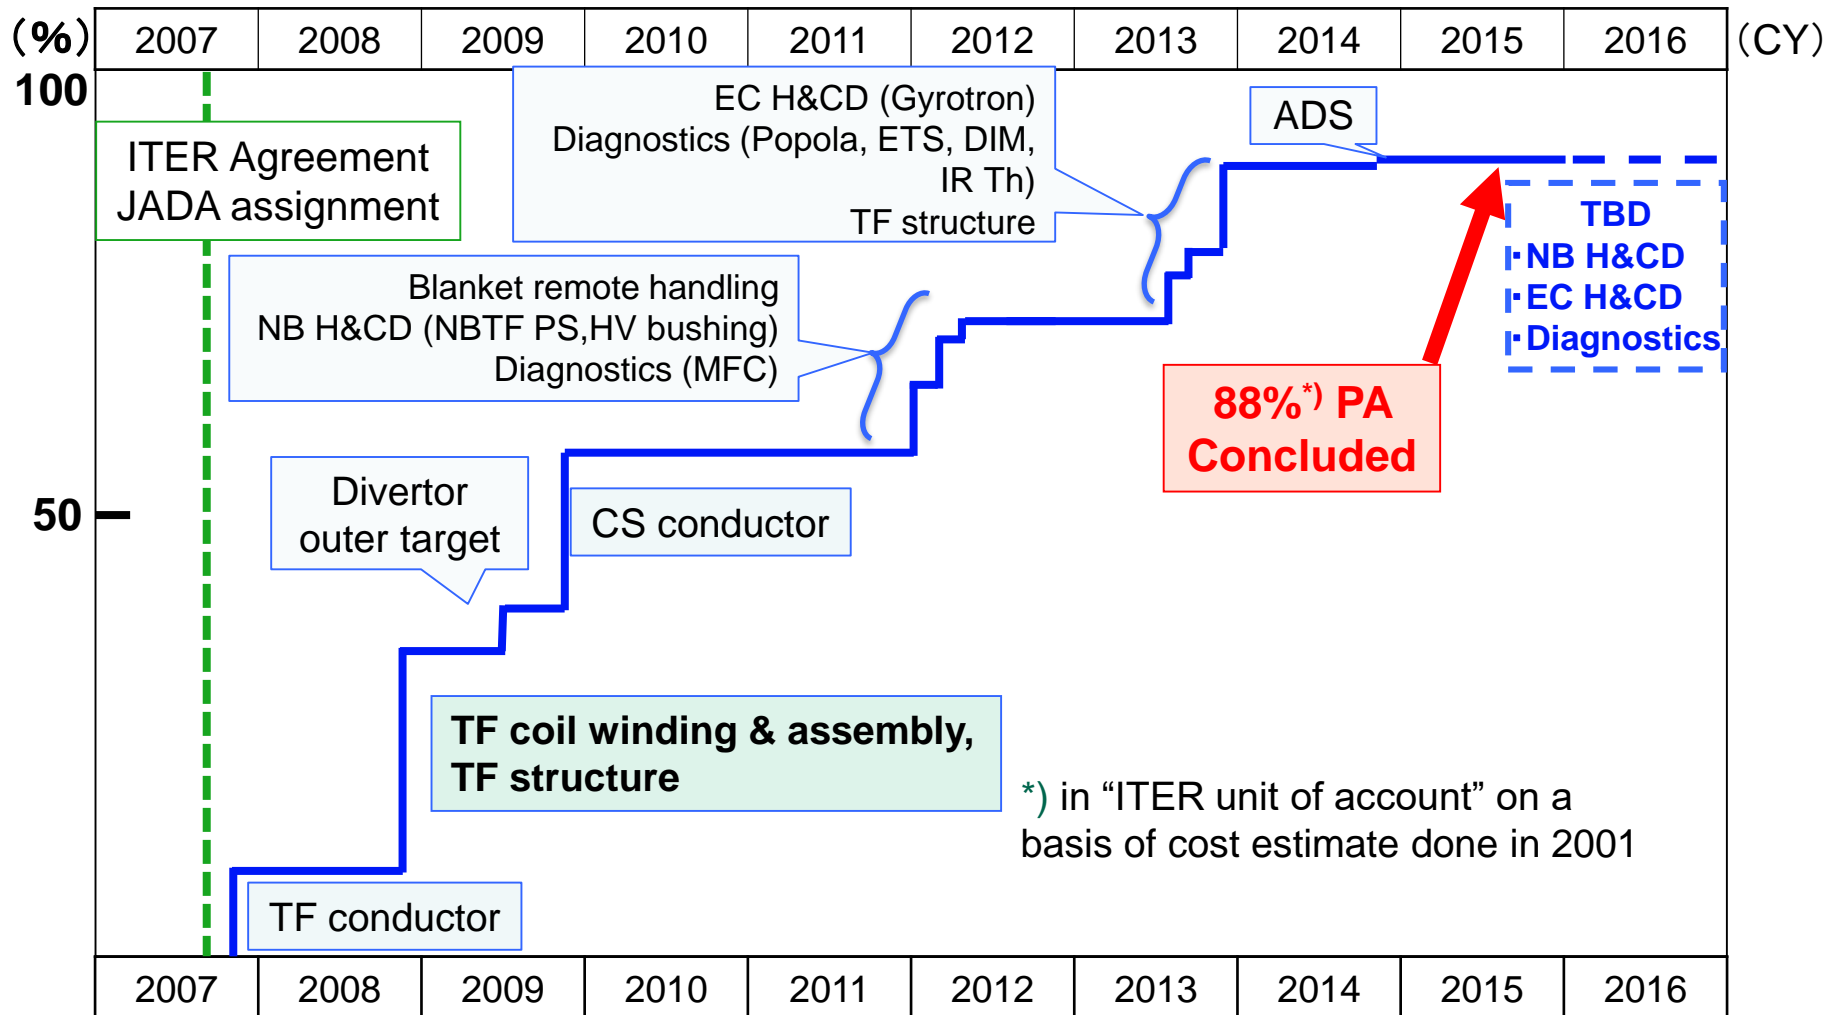 (%) 2007 2008 2009 2010 2011 2012 2013 2014 2015 2016 (CY)
100
EC H&CD (Gyrotron)
Diagnostics (Popola, ETS, DIM,
IR Th)
TF structure
ADS
ITER Agreement
JADA assignment
TBD
・NB H&CD
・EC H&CD
・Diagnostics
Blanket remote handling
NB H&CD (NBTF PS,HV bushing)
Diagnostics (MFC)
88%*) PA
Concluded
Divertor
outer target
50
CS conductor
TF coil winding & assembly,
TF structure
*) in “ITER unit of account” on a
basis of cost estimate done in 2001
TF conductor
2007 2008 2009 2010 2011 2012 2013 2014 2015 2016